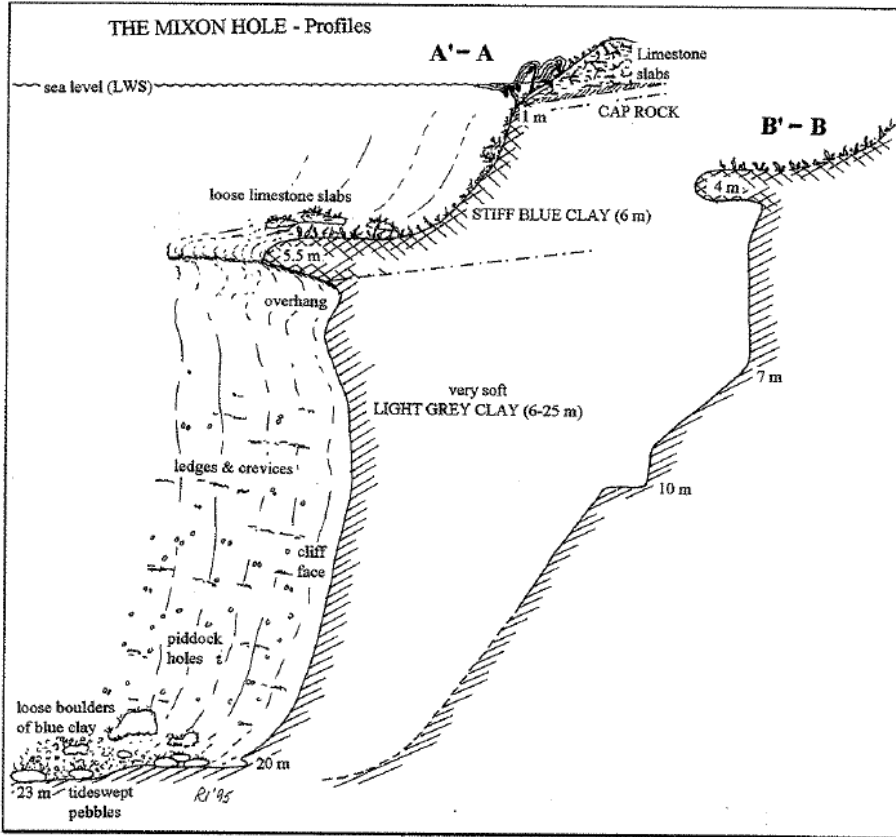 THE MIXON HOLE - Profiles
A' – A
Limestone
slabs
sea level (LWS)
1 m
CAP ROCK
B' – B
4 m
loose limestone slabs
STIFF BLUE CLAY (6 m)
5.5 m
overhang
7 m
very soft
LIGHT GREY CLAY (6-25 m)
ledges & crevices
10 m
cliff
face
piddock
holes
loose boulders
of blue clay
20 m
23 m
tideswept
pebbles
RI '95